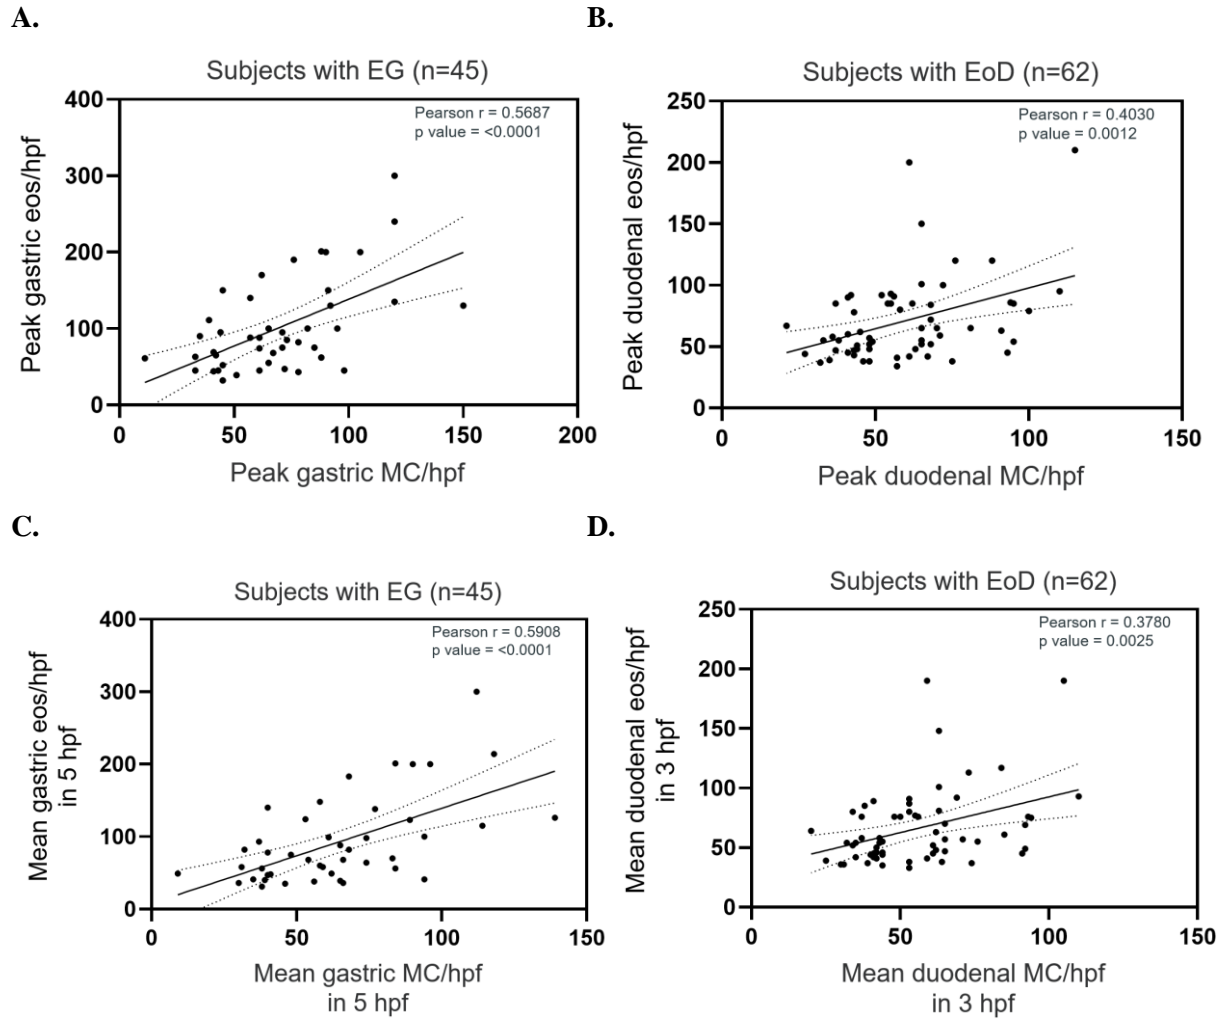 A.
Subjects with EG (n=45)
Pearson r = 0.5687
p value = <0.0001
Peak gastric eos/hpf
400
300
200
100
0
0 50 100 150 200
Peak gastric MC/hpf
B.
Subjects with EoD (n=62)
Pearson r = 0.4030
p value = 0.0012
Peak duodenal eos/hpf
250
200
150
100
50
0
0 50 100 150
Peak duodenal MC/hpf
C.
Subjects with EG (n=45)
Pearson r = 0.5908
p value = <0.0001
Mean gastric eos/hpf
in 5 hpf
400
300
200
100
0
0 50 100 150
Mean gastric MC/hpf
in 5 hpf
D.
Subjects with EoD (n=62)
Pearson r = 0.3780
p value = 0.0025
Mean duodenal eos/hpf
in 3 hpf
250
200
150
100
50
0
0 50 100 150
Mean duodenal MC/hpf
in 3 hpf